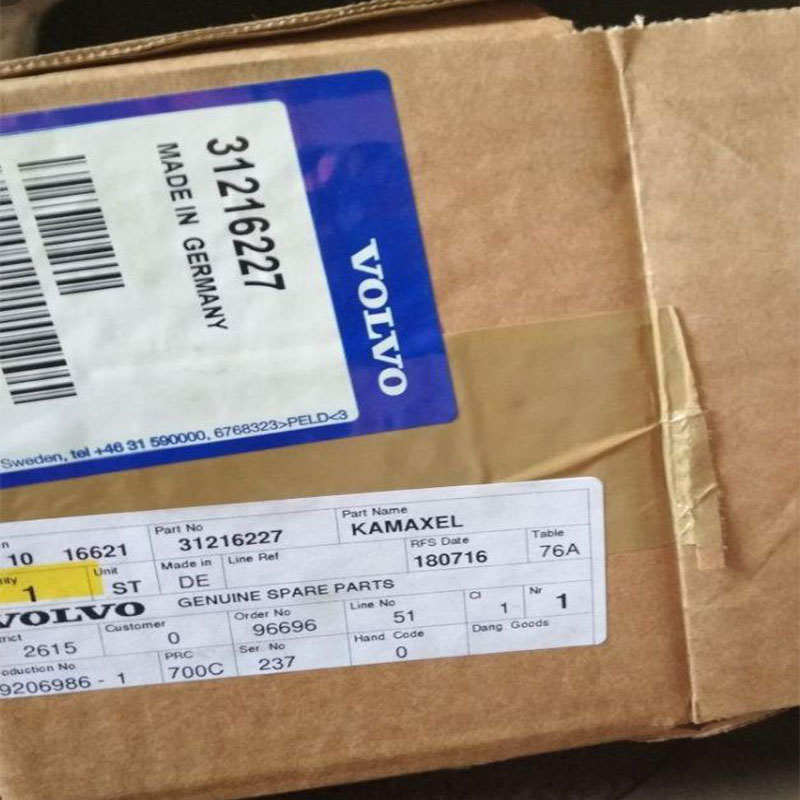 31216227
MADE IN GERMANY
VOLVO
Sweden, tel +46 31 590000, 6768323>PELD<3
10 16621
Part No
31216227
Part Name
KAMAXEL
Unit
ST
1
Made in
DE
Line Ref
RFS Date
180716
Table
76A
VOLVO GENUINE SPARE PARTS
2615
Customer
0
Order No
96696
Line No
51
Cl
1
Nr
1
9206986 - 1
PRC
700C
Ser. No
237
Hand Code
0
Dang Goods